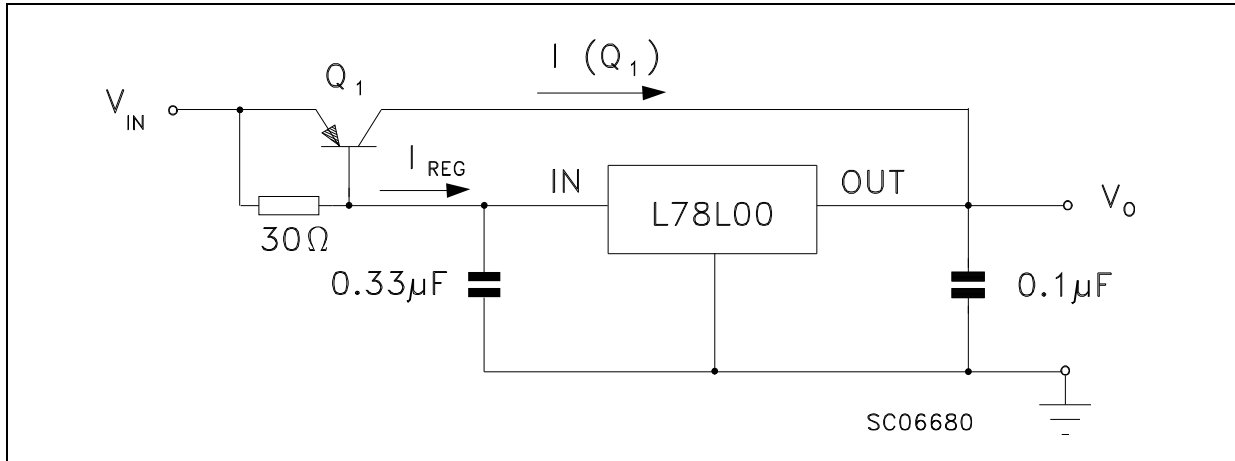 I (Q1)
Q1
VIN
IREG
IN
OUT
VO
L78L00
30Ω
0.33µF
0.1µF
SC06680